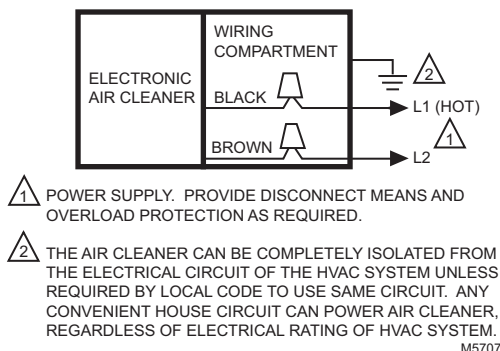 WIRING
COMPARTMENT
ELECTRONIC
AIR CLEANER
BLACK
BROWN
2
L1 (HOT)
1
L2
1 POWER SUPPLY. PROVIDE DISCONNECT MEANS AND
OVERLOAD PROTECTION AS REQUIRED.
2 THE AIR CLEANER CAN BE COMPLETELY ISOLATED FROM
THE ELECTRICAL CIRCUIT OF THE HVAC SYSTEM UNLESS
REQUIRED BY LOCAL CODE TO USE SAME CIRCUIT. ANY
CONVENIENT HOUSE CIRCUIT CAN POWER AIR CLEANER,
REGARDLESS OF ELECTRICAL RATING OF HVAC SYSTEM.
M5707